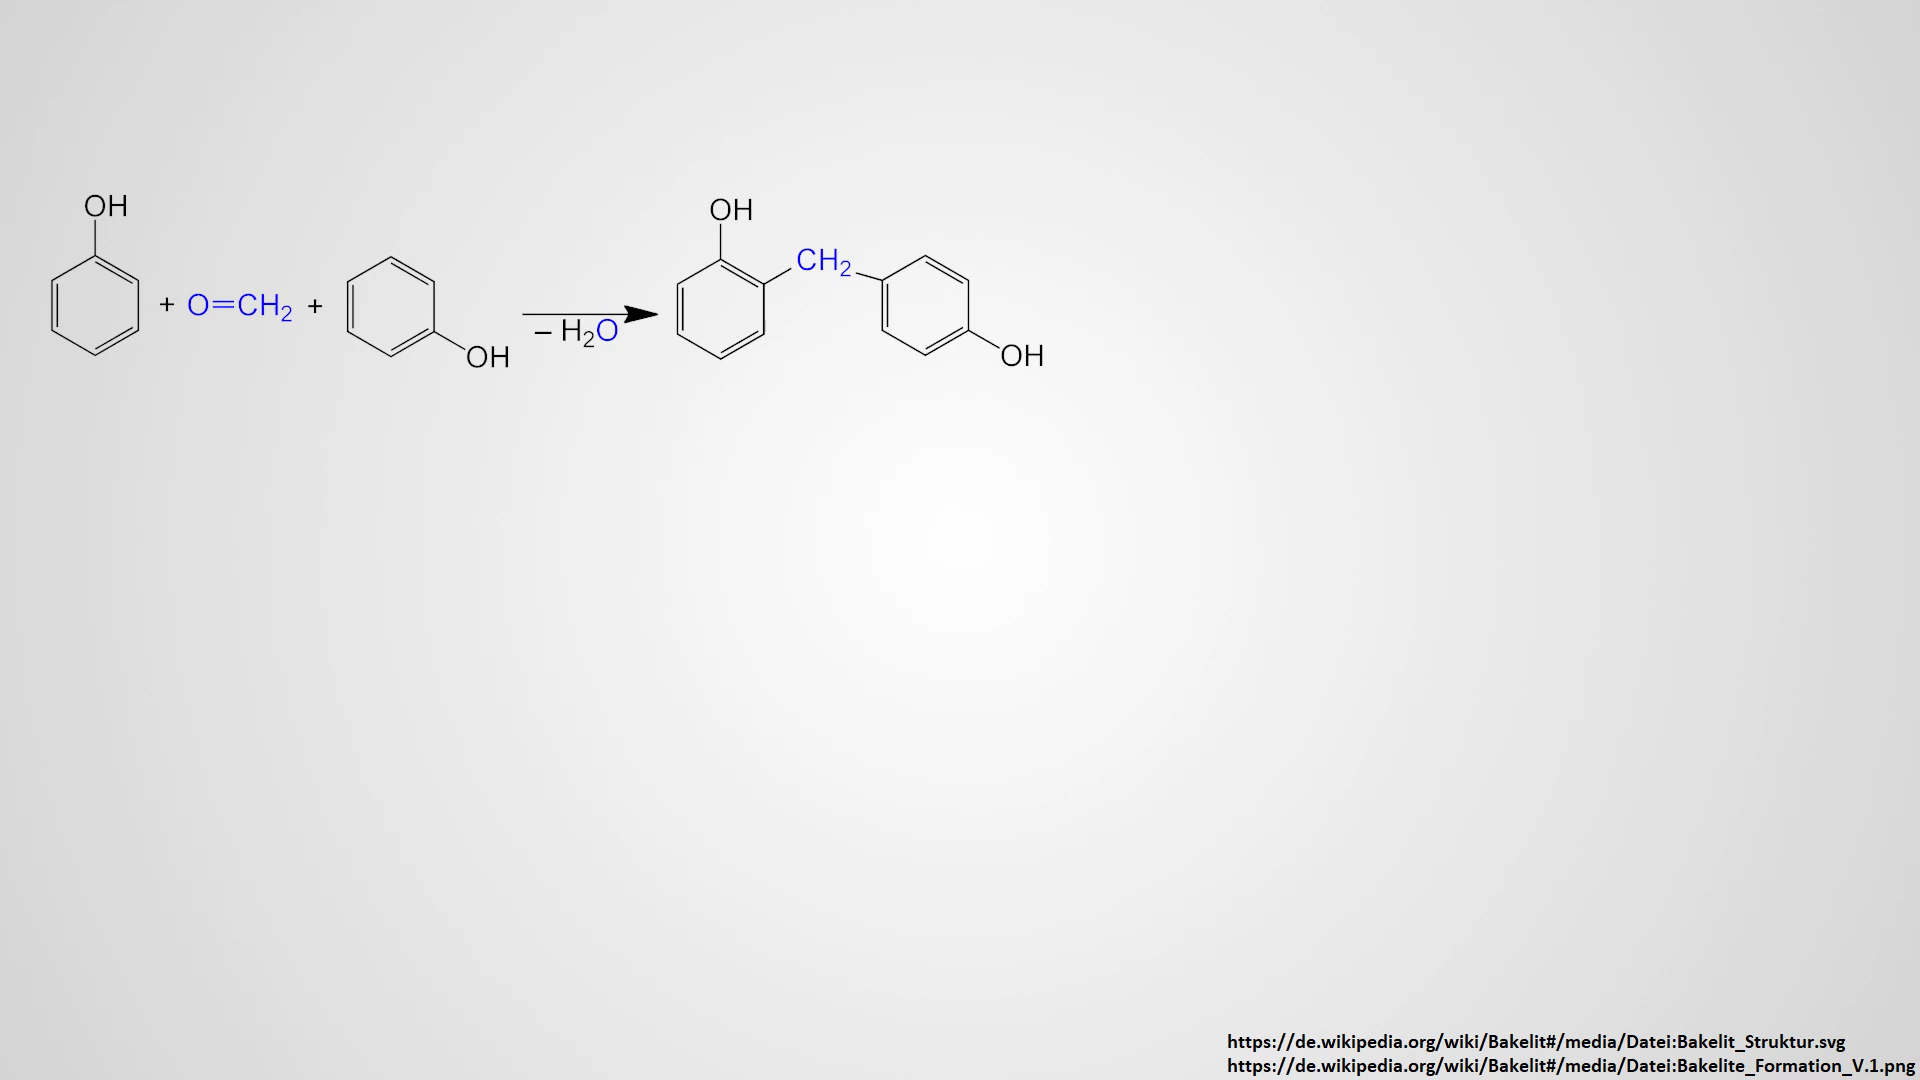 OH
OH
+ O=CH₂ +
CH₂
– H₂O
OH
OH
https://de.wikipedia.org/wiki/Bakelit#/media/Datei:Bakelit_Struktur.svg
https://de.wikipedia.org/wiki/Bakelit#/media/Datei:Bakelite_Formation_V.1.png